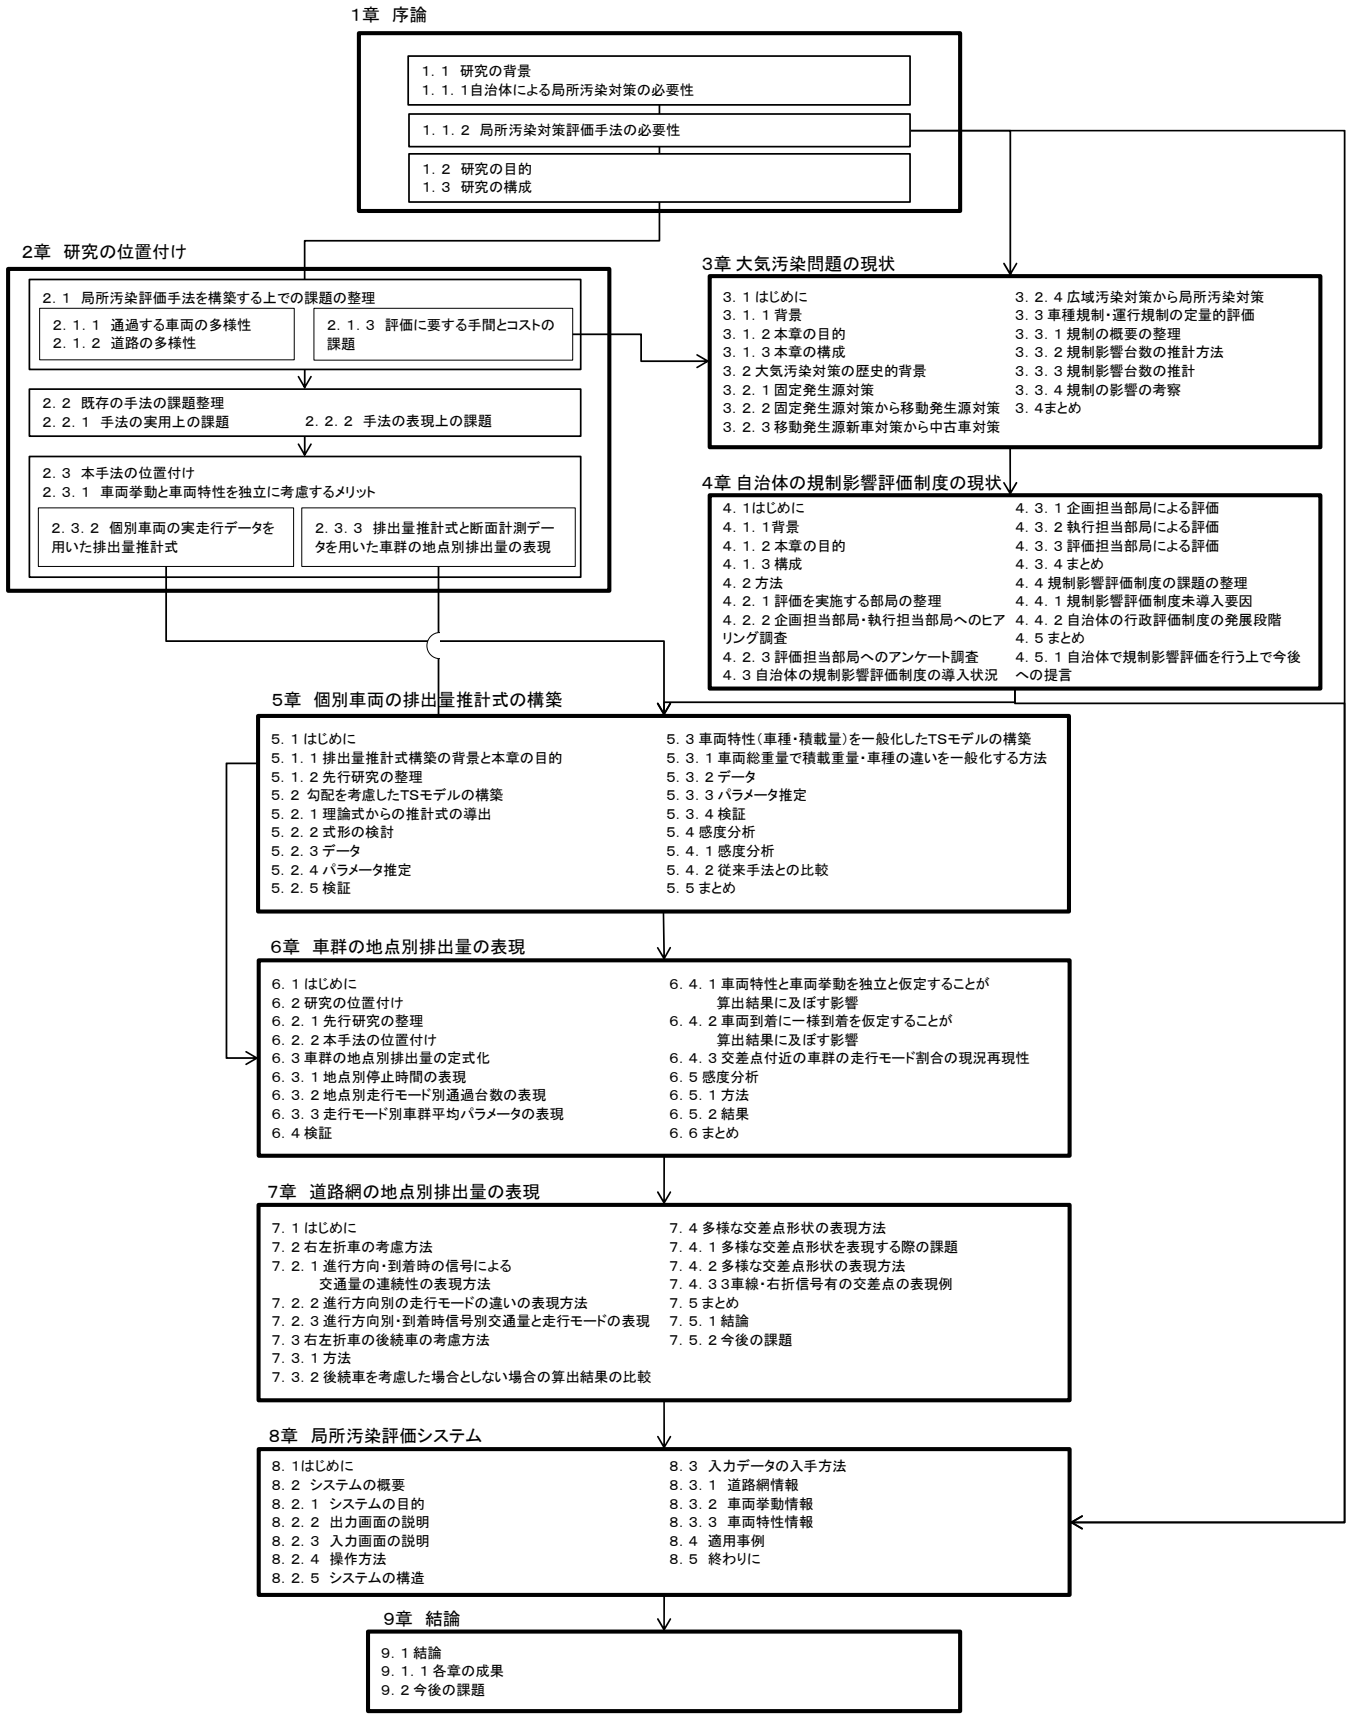 1章 序論
1．1 研究の背景
1．1．1自治体による局所汚染対策の必要性
1．1．2 局所汚染対策評価手法の必要性
1．2 研究の目的
1．3 研究の構成
2章 研究の位置付け
2．1 局所汚染評価手法を構築する上での課題の整理
2．1．1 通過する車両の多様性
2．1．2 道路の多様性
2．1．3 評価に要する手間とコストの
課題
2．2 既存の手法の課題整理
2．2．1 手法の実用上の課題
2．2．2 手法の表現上の課題
2．3 本手法の位置付け
2．3．1 車両挙動と車両特性を独立に考慮するメリット
2．3．2 個別車両の実走行データを
用いた排出量推計式
2．3．3 排出量推計式と断面計測デー
タを用いた車群の地点別排出量の表現
3章 大気汚染問題の現状
3．1はじめに
3．1．1背景
3．1．2本章の目的
3．1．3本章の構成
3．2大気汚染対策の歴史的背景
3．2．1固定発生源対策
3．2．2固定発生源対策から移動発生源対策
3．2．3移動発生源新車対策から中古車対策
3．2．4広域汚染対策から局所汚染対策
3．3車種規制・運行規制の定量的評価
3．3．1規制の概要の整理
3．3．2規制影響台数の推計方法
3．3．3規制影響台数の推計
3．3．4規制の影響の考察
3．4まとめ
4章 自治体の規制影響評価制度の現状
4．1はじめに
4．1．1背景
4．1．2本章の目的
4．1．3構成
4．2方法
4．2．1評価を実施する部局の整理
4．2．2企画担当部局・執行担当部局へのヒア
リング調査
4．2．3評価担当部局へのアンケート調査
4．3自治体の規制影響評価制度の導入状況
4．3．1企画担当部局による評価
4．3．2執行担当部局による評価
4．3．3評価担当部局による評価
4．3．4まとめ
4．4規制影響評価制度の課題の整理
4．4．1規制影響評価制度未導入要因
4．4．2自治体の行政評価制度の発展段階
4．5まとめ
4．5．1自治体で規制影響評価を行う上で今後
への提言
5章 個別車両の排出量推計式の構築
5．1はじめに
5．1．1排出量推計式構築の背景と本章の目的
5．1．2先行研究の整理
5．2 勾配を考慮したTSモデルの構築
5．2．1理論式からの推計式の導出
5．2．2式形の検討
5．2．3データ
5．2．4パラメータ推定
5．2．5検証
5．3車両特性（車種・積載量）を一般化したTSモデルの構築
5．3．1車両総重量で積載重量・車種の違いを一般化する方法
5．3．2データ
5．3．3パラメータ推定
5．3．4検証
5．4感度分析
5．4．1感度分析
5．4．2従来手法との比較
5．5まとめ
6章 車群の地点別排出量の表現
6．1はじめに
6．2研究の位置付け
6．2．1先行研究の整理
6．2．2本手法の位置付け
6．3車群の地点別排出量の定式化
6．3．1地点別停止時間の表現
6．3．2地点別走行モード別通過台数の表現
6．3．3走行モード別車群平均パラメータの表現
6．4検証
6．4．1車両特性と車両挙動を独立と仮定することが
算出結果に及ぼす影響
6．4．2車両到着に一様到着を仮定することが
算出結果に及ぼす影響
6．4．3交差点付近の車群の走行モード割合の現況再現性
6．5感度分析
6．5．1方法
6．5．2結果
6．6まとめ
7章 道路網の地点別排出量の表現
7．1はじめに
7．2右左折車の考慮方法
7．2．1進行方向・到着時の信号による
交通量の連続性の表現方法
7．2．2進行方向別の走行モードの違いの表現方法
7．2．3進行方向別・到着時信号別交通量と走行モードの表現
7．3右左折車の後続車の考慮方法
7．3．1方法
7．3．2後続車を考慮した場合としない場合の算出結果の比較
7．4多様な交差点形状の表現方法
7．4．1多様な交差点形状を表現する際の課題
7．4．2多様な交差点形状の表現方法
7．4．33車線・右折信号有の交差点の表現例
7．5まとめ
7．5．1結論
7．5．2今後の課題
8章 局所汚染評価システム
8．1はじめに
8．2 システムの概要
8．2．1 システムの目的
8．2．2 出力画面の説明
8．2．3 入力画面の説明
8．2．4 操作方法
8．2．5 システムの構造
8．3 入力データの入手方法
8．3．1 道路網情報
8．3．2 車両挙動情報
8．3．3 車両特性情報
8．4 適用事例
8．5 終わりに
9章 結論
9．1結論
9．1．1各章の成果
9．2今後の課題